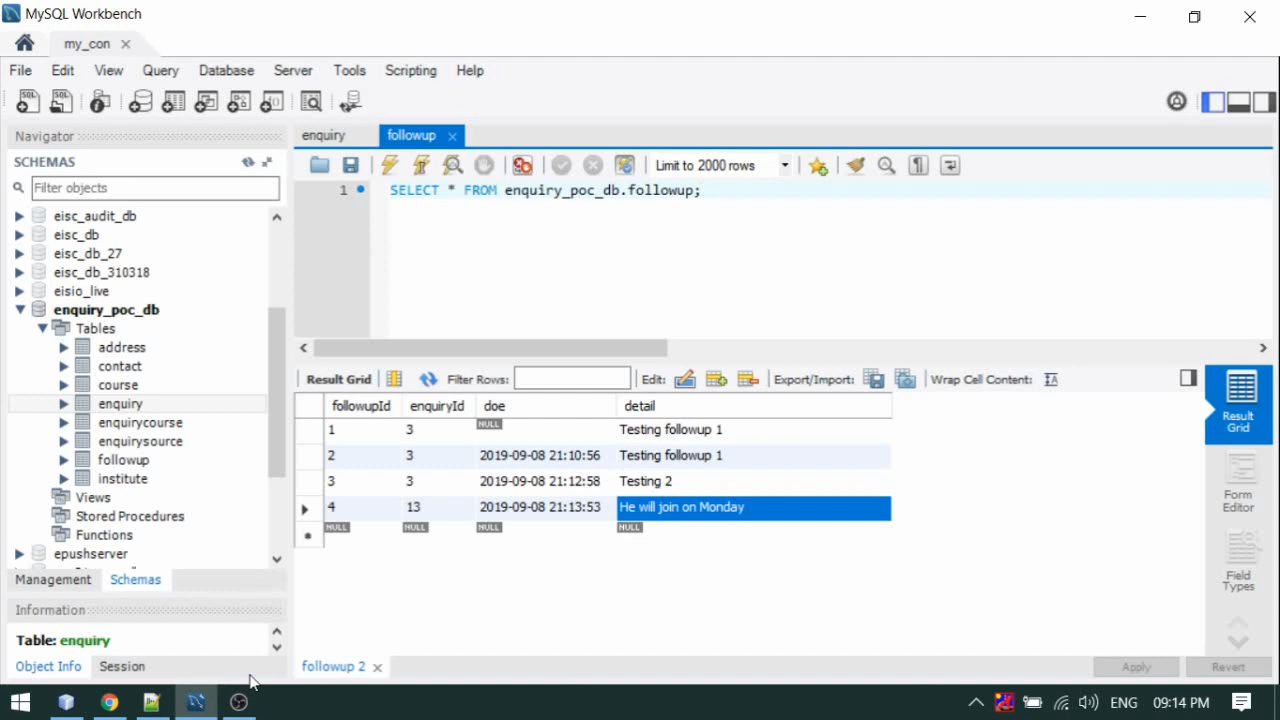 MySQL Workbench
my_con
File Edit View Query Database Server Tools Scripting Help
Navigator
SCHEMAS
Filter objects
eisc_audit_db
eisc_db
eisc_db_27
eisc_db_310318
eisio_live
enquiry_poc_db
Tables
address
contact
course
enquiry
enquirycourse
enquirysource
followup
institute
Views
Stored Procedures
Functions
epushserver
Management Schemas
Information
Table: enquiry
Object Info Session
enquiry followup
Limit to 2000 rows
1 SELECT * FROM enquiry_poc_db.followup;
Result Grid Filter Rows: Edit: Export/Import: Wrap Cell Content:
followupId enquiryId doe detail
1 3 NULL Testing followup 1
2 3 2019-09-08 21:10:56 Testing followup 1
3 3 2019-09-08 21:12:58 Testing 2
4 13 2019-09-08 21:13:53 He will join on Monday
NULL NULL NULL NULL
Result
Grid
Form
Editor
Field
Types
followup 2
Apply Revert
ENG 09:14 PM